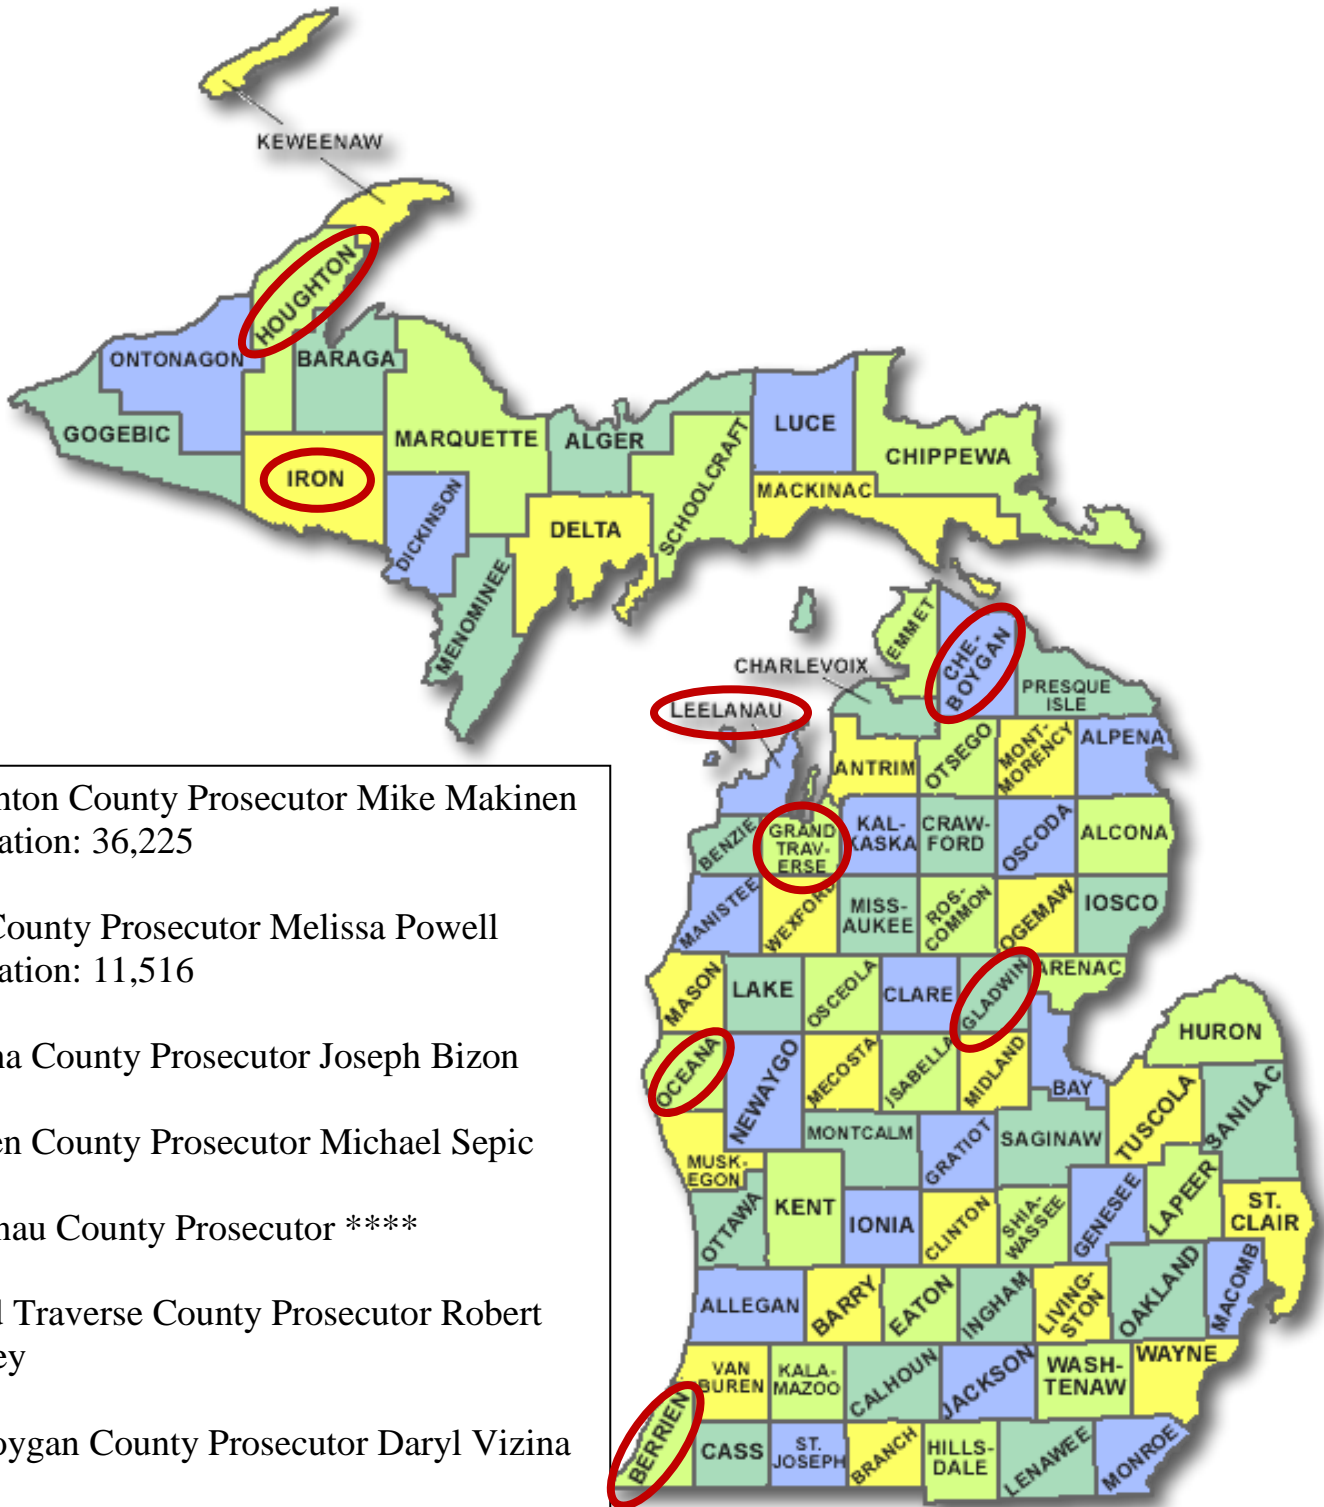 KEWEENAW
HOUGHTON
ONTONAGON
BARAGA
GOGEBIC
MARQUETTE
ALGER
LUCE
CHIPPEWA
IRON
SCHOOLCRAFT
MACKINAC
DICKINSON
DELTA
MENOMINEE
EMMET
CHE-
BOYGAN
CHARLEVOIX
PRESQUE
ISLE
LEELANAU
ANTRIM
OTSEGO
MONT-
MORENCY
ALPENA
BENZIE
GRAND
TRAV-
ERSE
KAL-
KASKA
CRAW-
FORD
OSCODA
ALCONA
MANISTEE
WEXFORD
MISS-
AUKEE
ROS-
COMMON
OGEMAW
IOSCO
MASON
LAKE
OSCEOLA
CLARE
GLADWIN
ARENAC
HURON
OCEANA
NEWAYGO
MECOSTA
ISABELLA
MIDLAND
BAY
TUSCOLA
SANILAC
MUSK-
EGON
MONTCALM
GRATIOT
SAGINAW
OTTAWA
KENT
IONIA
CLINTON
SHIA-
WASSEE
GENESEE
LAPEER
ST.
CLAIR
ALLEGAN
BARRY
EATON
INGHAM
LIVING-
STON
OAKLAND
MACOMB
VAN
BUREN
KALA-
MAZOO
CALHOUN
JACKSON
WASH-
TENAW
WAYNE
BERRIEN
CASS
ST.
JOSEPH
BRANCH
HILLS-
DALE
LENAWEE
MONROE
nton County Prosecutor Mike Makinen
ation: 36,225
County Prosecutor Melissa Powell
ation: 11,516
na County Prosecutor Joseph Bizon
en County Prosecutor Michael Sepic
nau County Prosecutor ****
Traverse County Prosecutor Robert
ey
oygan County Prosecutor Daryl Vizina